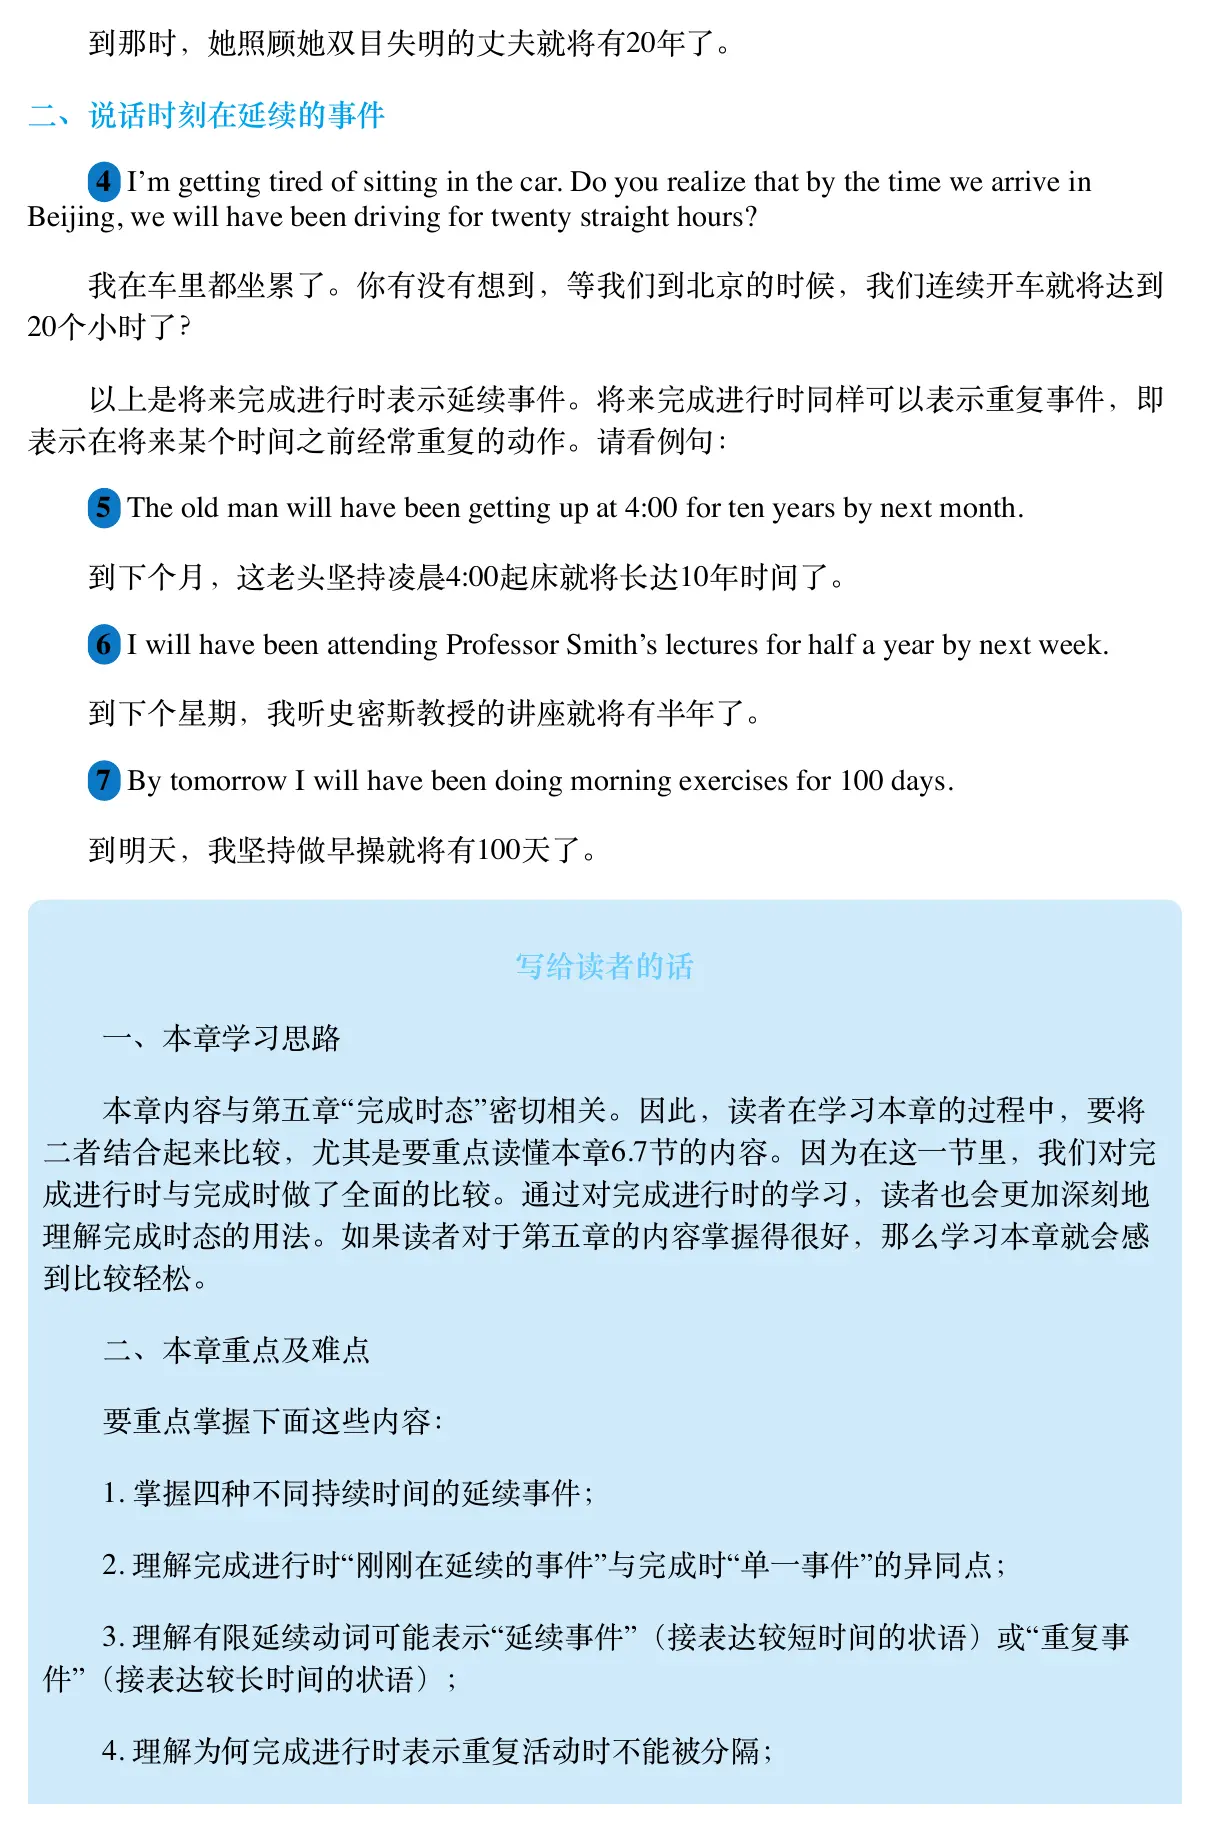 到那时，她照顾她双目失明的丈夫就将有20年了。
二、说话时刻在延续的事件
4 I’m getting tired of sitting in the car. Do you realize that by the time we arrive in
Beijing, we will have been driving for twenty straight hours?
我在车里都坐累了。你有没有想到，等我们到北京的时候，我们连续开车就将达到
20个小时了？
以上是将来完成进行时表示延续事件。将来完成进行时同样可以表示重复事件，即
表示在将来某个时间之前经常重复的动作。请看例句：
5 The old man will have been getting up at 4:00 for ten years by next month.
到下个月，这老头坚持凌晨4:00起床就将长达10年时间了。
6 I will have been attending Professor Smith’s lectures for half a year by next week.
到下个星期，我听史密斯教授的讲座就将有半年了。
7 By tomorrow I will have been doing morning exercises for 100 days.
到明天，我坚持做早操就将有100天了。
写给读者的话
一、本章学习思路
本章内容与第五章“完成时态”密切相关。因此，读者在学习本章的过程中，要将
二者结合起来比较，尤其是要重点读懂本章6.7节的内容。因为在这一节里，我们对完
成进行时与完成时做了全面的比较。通过对完成进行时的学习，读者也会更加深刻地
理解完成时态的用法。如果读者对于第五章的内容掌握得很好，那么学习本章就会感
到比较轻松。
二、本章重点及难点
要重点掌握下面这些内容：
1. 掌握四种不同持续时间的延续事件；
2. 理解完成进行时“刚刚在延续的事件”与完成时“单一事件”的异同点；
3. 理解有限延续动词可能表示“延续事件”（接表达较短时间的状语）或“重复事
件”（接表达较长时间的状语）；
4. 理解为何完成进行时表示重复活动时不能被分隔；